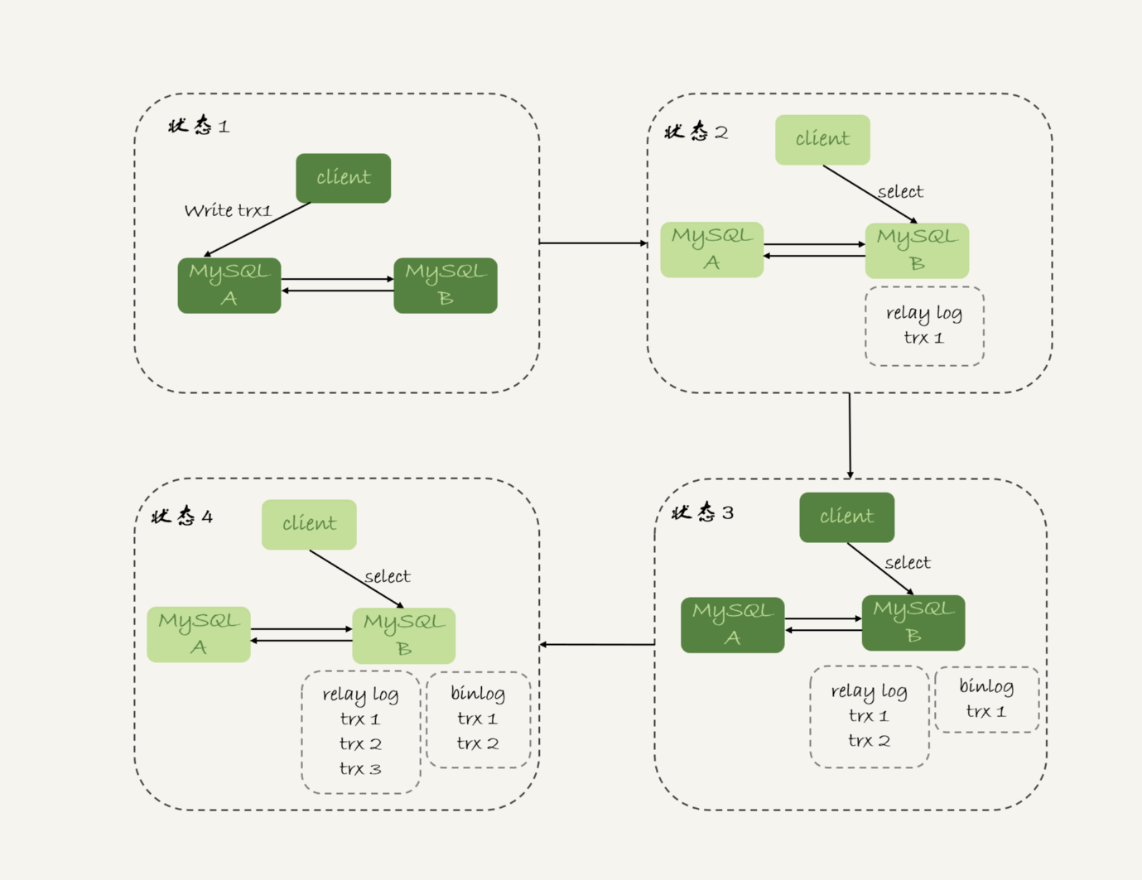 状态1
client
Write trx1
MySQL
A
MySQL
B
状态2
client
select
MySQL
A
MySQL
B
relay log
trx 1
状态3
client
select
MySQL
A
MySQL
B
relay log
trx 1
trx 2
binlog
trx 1
状态4
client
select
MySQL
A
MySQL
B
relay log
trx 1
trx 2
trx 3
binlog
trx 1
trx 2